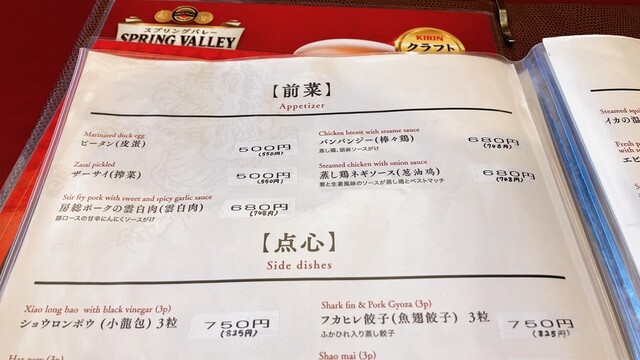 スプリングバレー
SPRING VALLEY
KIRIN
クラフト
【前菜】
Appetizer
Marinated duck egg
ピータン(皮蛋)
500円
(550円)
Zasai pickled
ザーサイ(搾菜)
500円
(550円)
Stir fiy pork with sweet and spicy garlic sauce
房総ポークの雲白肉(雲白肉)
豚ロースの甘辛にんにくソースがけ
680円
(748円)
Chicken breast with sesame sauce
バンバンジー(棒々鶏)
蒸し鶏、胡麻ソースがけ
680円
(748円)
Steamed chicken with onion sauce
蒸し鶏ネギソース(葱油鶏)
葱と生姜風味のソースが蒸し鶏とベストマッチ
680円
(748円)
【点心】
Side dishes
Xiao long bao with black vinegar (3p)
ショウロンポウ (小龍包) 3粒
750円
(825円)
Shark fin & Pork Gyoza (3p)
フカヒレ餃子(魚翅餃子) 3粒
ふかひれ入り蒸し餃子
750円
(825円)
Har gow (3p)
Shao mai (3p)
Steamed squi
イカの温
Fresh p
with s
エビ